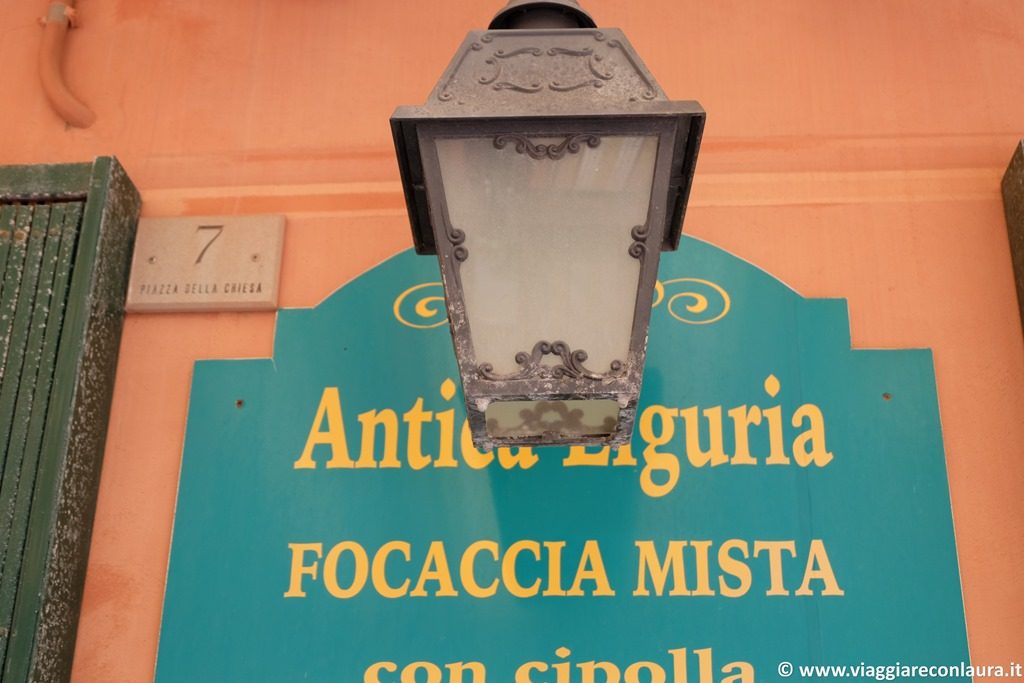 7
PIAZZA DELLA CHIESA
Antica Liguria
FOCACCIA MISTA
con cipolla
© www.viaggiareconlaura.it